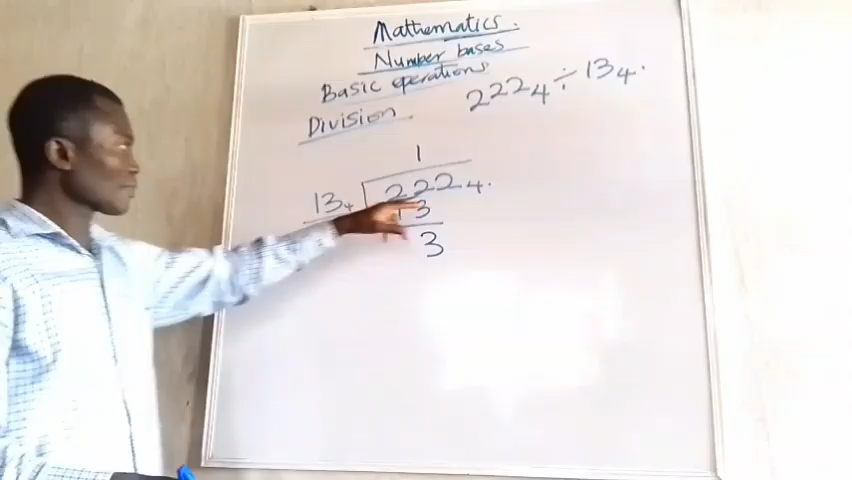 Mathematics.
Number bases
Basic operations
Division.
222₄ ÷ 13₄.
1
13₄ 222₄.
13
3